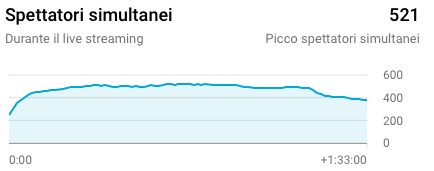 Spettatori simultanei 521
Durante il live streaming Picco spettatori simultanei
600
400
200
0
0:00 +1:33:00